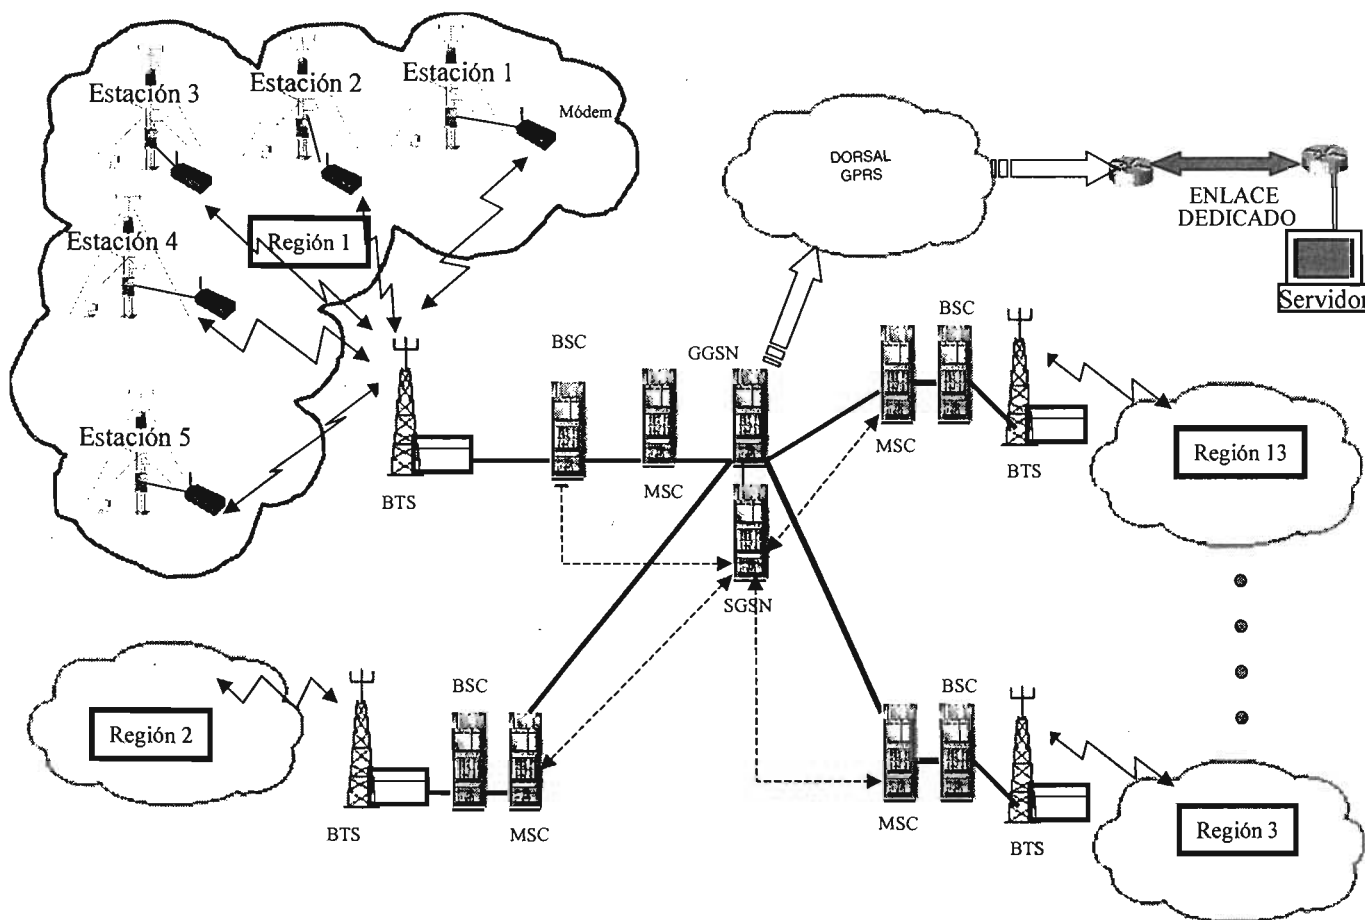 Estación 1
Estación 2
Estación 3
Módem
Región 1
Estación 4
Estación 5
BTS
BSC
MSC
GGSN
SGSN
DORSAL
GPRS
ENLACE
DEDICADO
Servidor
BSC
MSC
BTS
Región 13
Región 2
BTS
BSC
MSC
BSC
MSC
BTS
Región 3